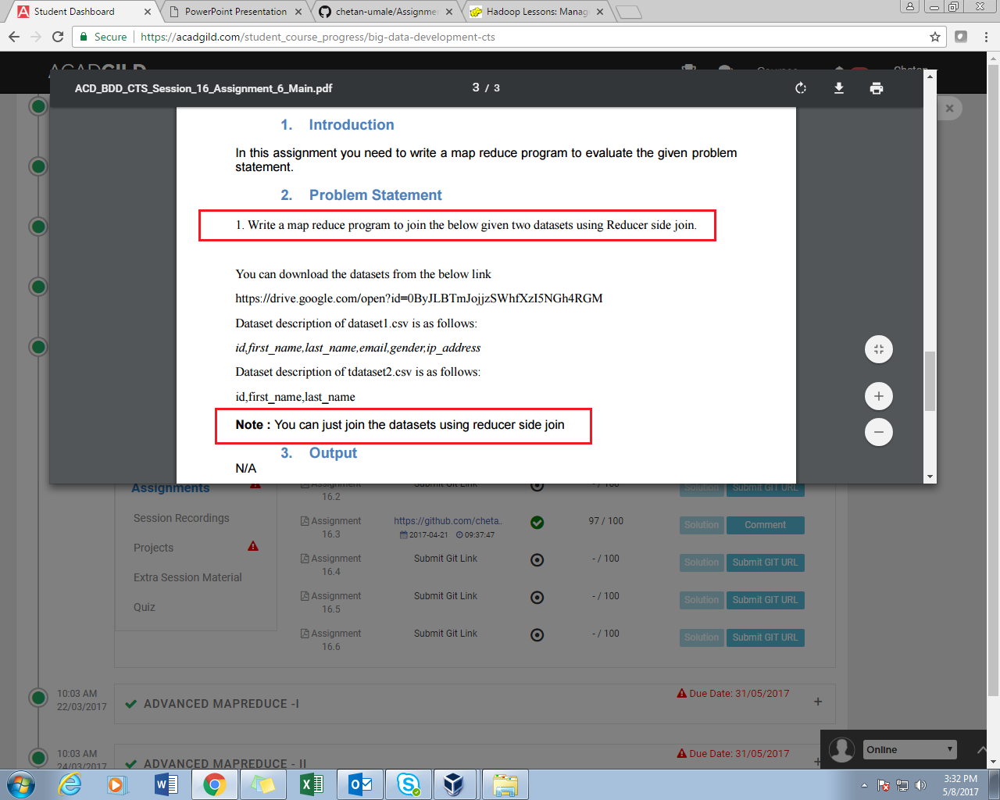 Student Dashboard
PowerPoint Presentation
chetan-umale/Assignme
Hadoop Lessons: Manag
Secure
https://acadgild.com/student_course_progress/big-data-development-cts
ACADGILD
Courses
Chetan
ACD_BDD_CTS_Session_16_Assignment_6_Main.pdf
3 / 3
1. Introduction
In this assignment you need to write a map reduce program to evaluate the given problem
statement.
2. Problem Statement
1. Write a map reduce program to join the below given two datasets using Reducer side join.
You can download the datasets from the below link
https://drive.google.com/open?id=0ByJLBTmJojjzSWhfXzI5NGh4RGM
Dataset description of dataset1.csv is as follows:
id,first_name,last_name,email,gender,ip_address
Dataset description of tdataset2.csv is as follows:
id,first_name,last_name
Note : You can just join the datasets using reducer side join
3. Output
N/A
Assignments
Session Recordings
Projects
Extra Session Material
Quiz
Assignment
16.2
Submit Git Link
- / 100
Solution
Submit GIT URL
Assignment
16.3
https://github.com/cheta..
2017-04-21 09:37:47
97 / 100
Solution
Comment
Assignment
16.4
Submit Git Link
- / 100
Solution
Submit GIT URL
Assignment
16.5
Submit Git Link
- / 100
Solution
Submit GIT URL
Assignment
16.6
Submit Git Link
- / 100
Solution
Submit GIT URL
10:03 AM
22/03/2017
ADVANCED MAPREDUCE -I
Due Date: 31/05/2017
10:03 AM
24/03/2017
ADVANCED MAPREDUCE - II
Due Date: 31/05/2017
Online
3:32 PM
5/8/2017